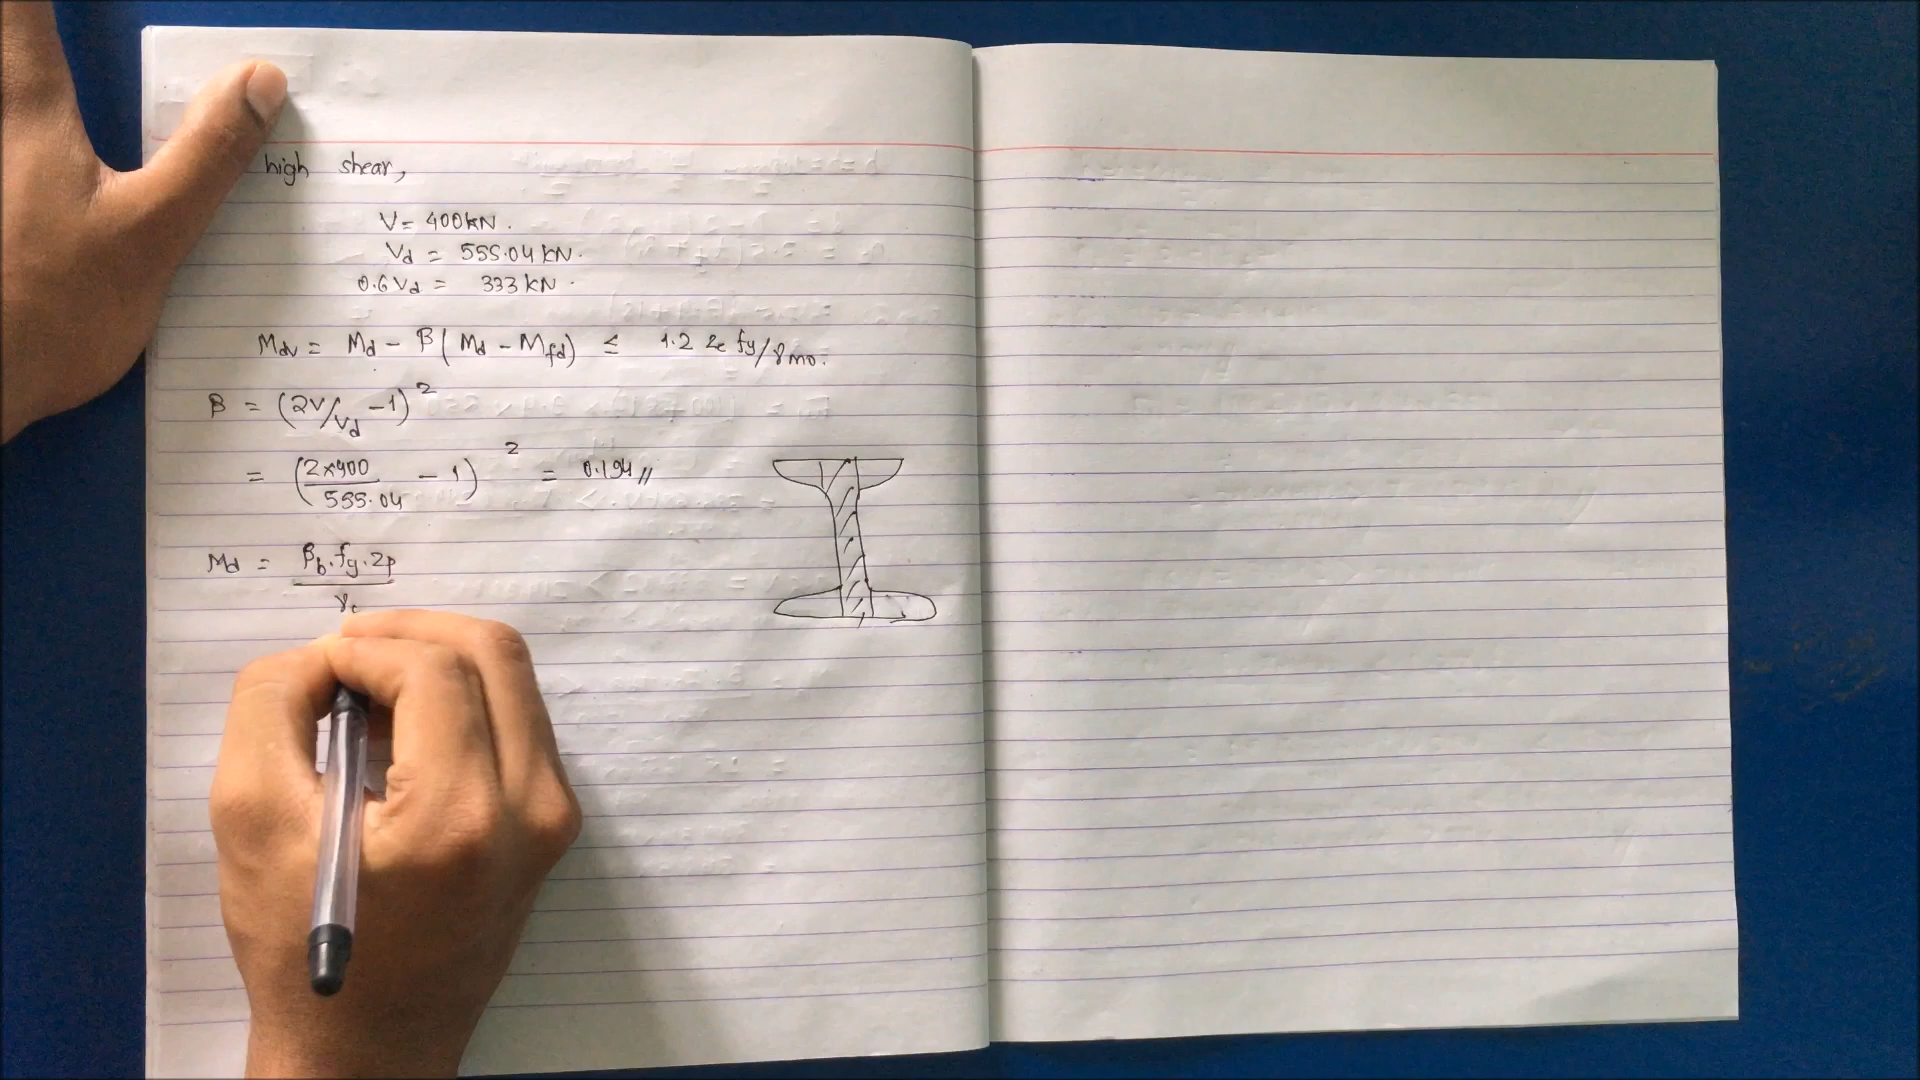 high shear,
V = 400kN.
Vd = 555.04 kN.
0.6 Vd = 333 kN.
Mdv = Md - β ( Md - Mfd) ≤ 1.2 Ze fy/γmo.
β = (2V/Vd -1)²
= (2×400/555.04 - 1)² = 0.194 //
Md = βb.fy.Zp
γo